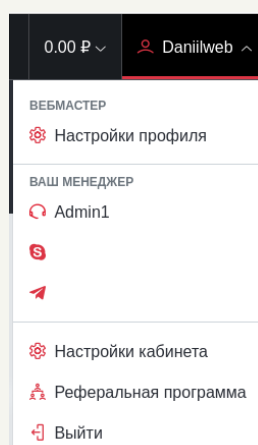 0.00 ₽
Daniilweb
ВЕБМАСТЕР
Настройки профиля
ВАШ МЕНЕДЖЕР
Admin1
Настройки кабинета
Реферальная программа
Выйти